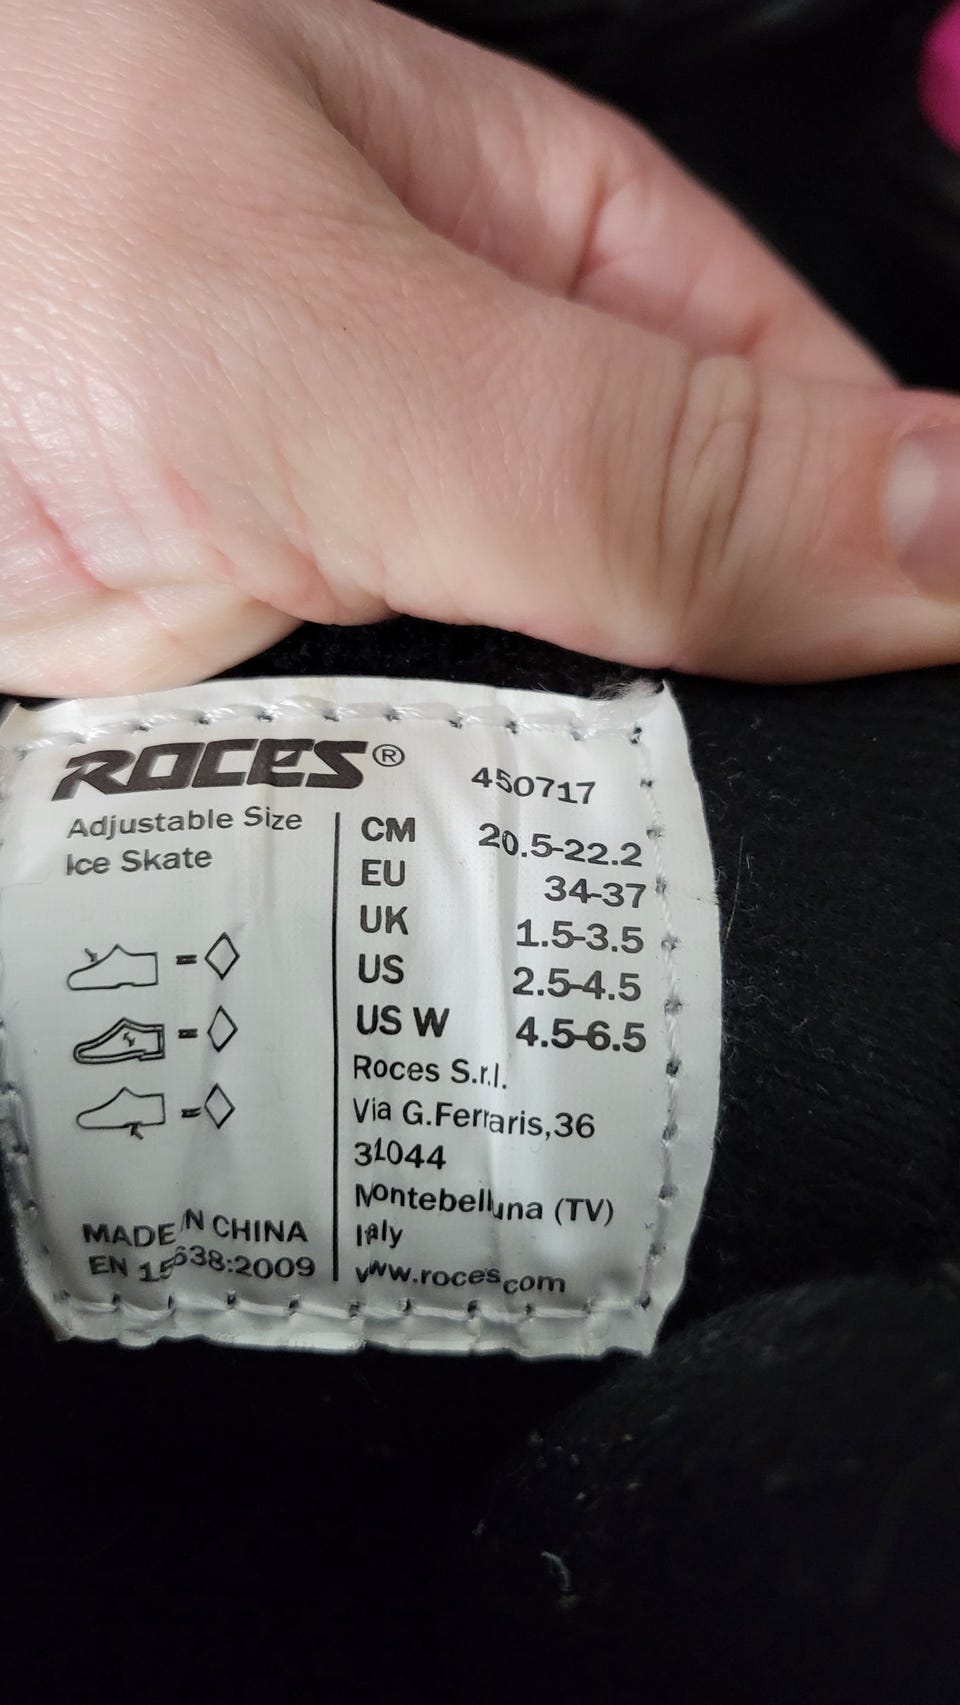 ROCES®
450717
Adjustable Size
Ice Skate
CM 20.5-22.2
EU 34-37
UK 1.5-3.5
US 2.5-4.5
US W 4.5-6.5
=
=
=
Roces S.r.l.
Via G.Ferraris,36
31044
Montebelluna (TV)
Italy
www.roces.com
MADE IN CHINA
EN 15638:2009